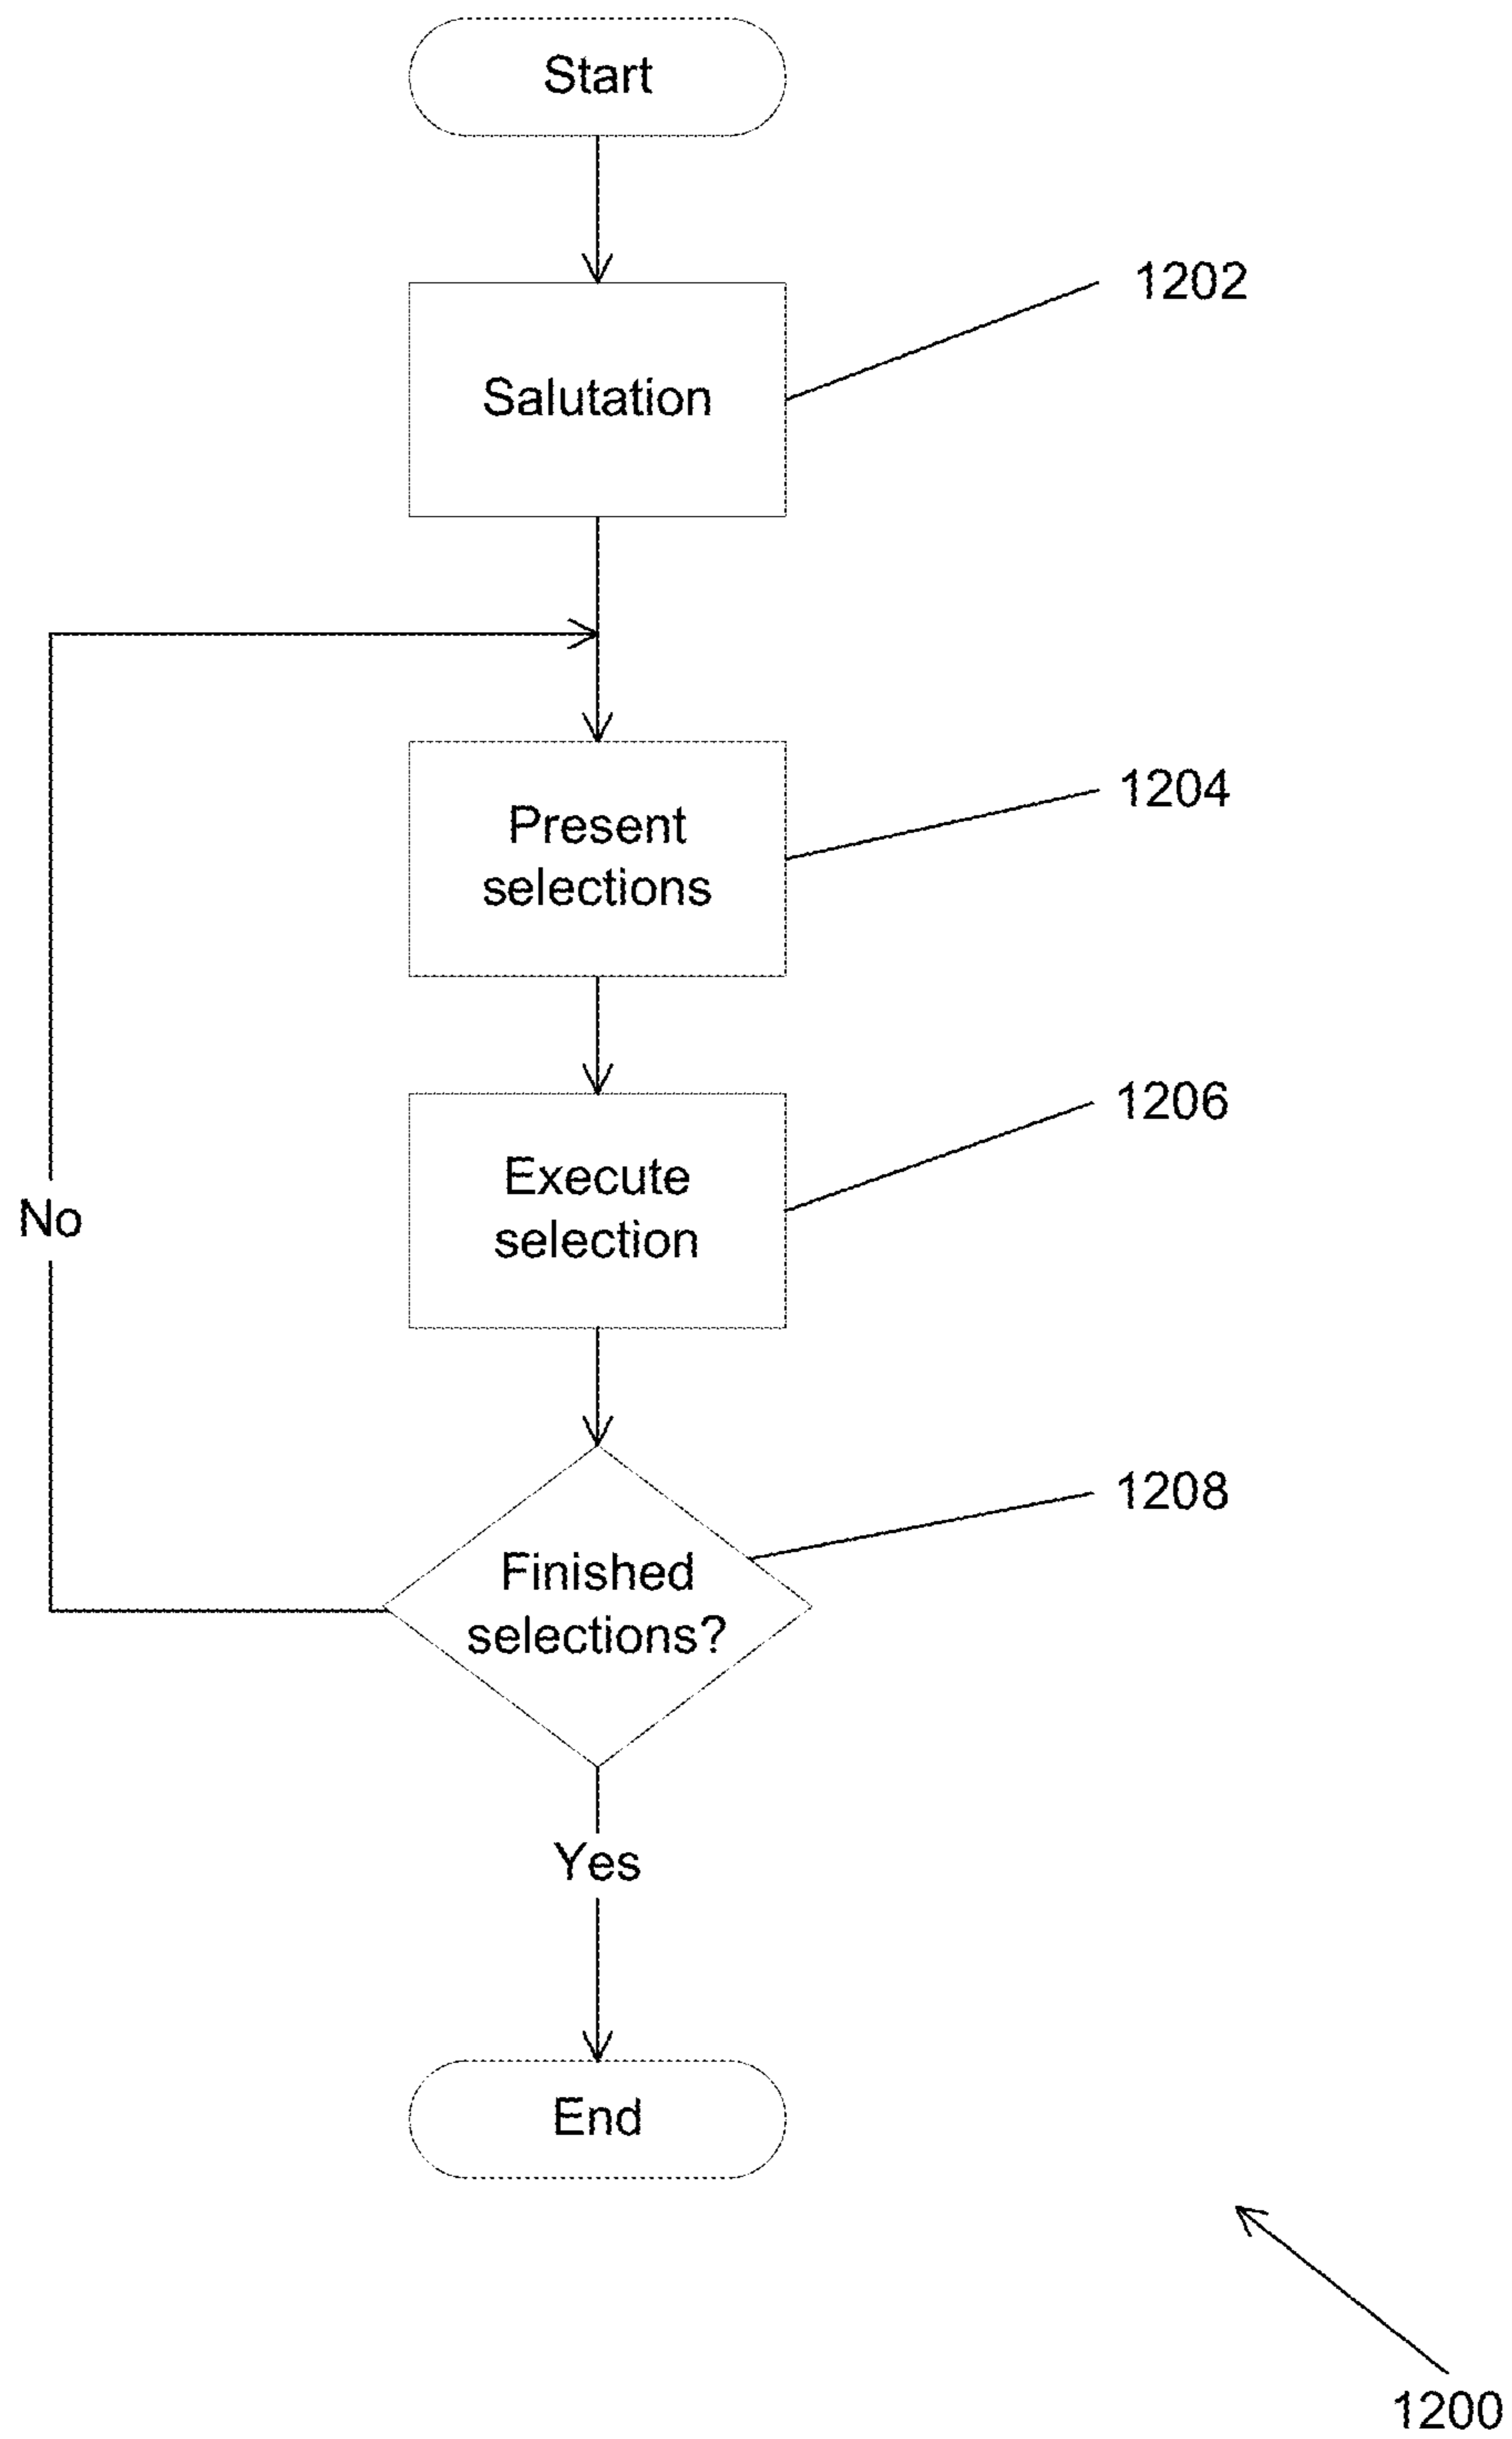 Start
1202
Salutation
1204
Present
selections
1206
Execute
selection
No
1208
Finished
selections?
Yes
End
1200